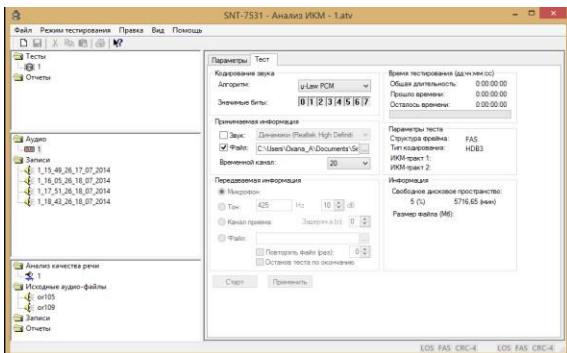 SNT-7531 - Анализ ИКМ - 1.atv
Файл Режим тестирования Правка Вид Помощь
Тесты
1
Отчеты
Аудио
1
Записи
1_15_49_26_17_07_2014
1_16_05_26_18_07_2014
1_17_51_26_18_07_2014
1_18_43_26_18_07_2014
Анализ качества речи
1
Исходные аудио-файлы
or105
or109
Записи
Отчеты
Параметры Тест
Кодирование звука
Алгоритм: u-Law PCM
Значимые биты: 0 1 2 3 4 5 6 7
Принимаемая информация
Звук: Динамики (Realtek High Definiti
Файл: C:\Users\Oxana_A\Documents\Se
Временной канал: 20
Передаваемая информация
Микрофон
Тон: 425 Hz 10 dB
Канал приема: Задержка (с): 0
Файл: ...
Повторять файл (раз): 0
Останов теста по окончанию
Старт Применить
Время тестирования (дд:чч:мм:сс)
Общая длительность: 0:00:00:00
Прошло времени: 0:00:00:00
Осталось времени: 0:00:00:00
Параметры теста
Структура фрейма: FAS
Тип кодирования: HDB3
ИКМ-тракт 1:
ИКМ-тракт 2:
Информация
Свободное дисковое пространство:
5 (%) 5716,65 (мин)
Размер файла (Мб):
LOS FAS CRC-4 LOS FAS CRC-4